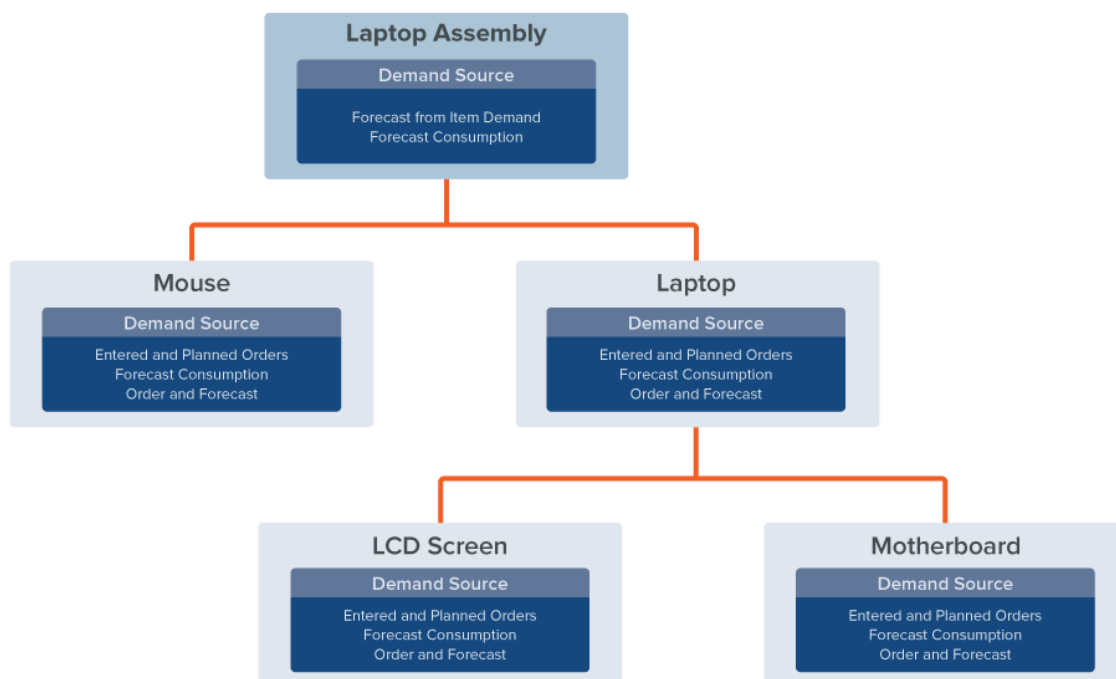 Laptop Assembly
Demand Source
Forecast from Item Demand
Forecast Consumption
Mouse
Demand Source
Entered and Planned Orders
Forecast Consumption
Order and Forecast
Laptop
Demand Source
Entered and Planned Orders
Forecast Consumption
Order and Forecast
LCD Screen
Demand Source
Entered and Planned Orders
Forecast Consumption
Order and Forecast
Motherboard
Demand Source
Entered and Planned Orders
Forecast Consumption
Order and Forecast